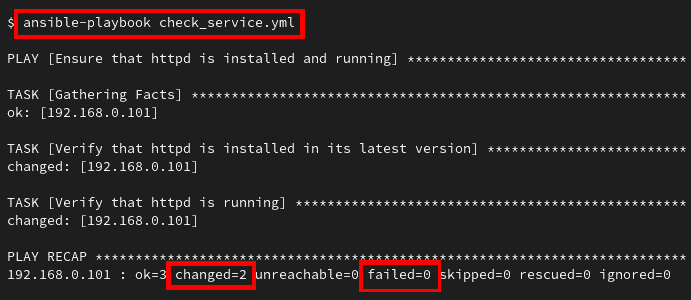 $ ansible-playbook check_service.yml
PLAY [Ensure that httpd is installed and running] ***********************************
TASK [Gathering Facts] **************************************************************
ok: [192.168.0.101]
TASK [Verify that httpd is installed in its latest version] *************************
changed: [192.168.0.101]
TASK [Verify that httpd is running] *************************************************
changed: [192.168.0.101]
PLAY RECAP **************************************************************************
192.168.0.101 : ok=3 changed=2 unreachable=0 failed=0 skipped=0 rescued=0 ignored=0